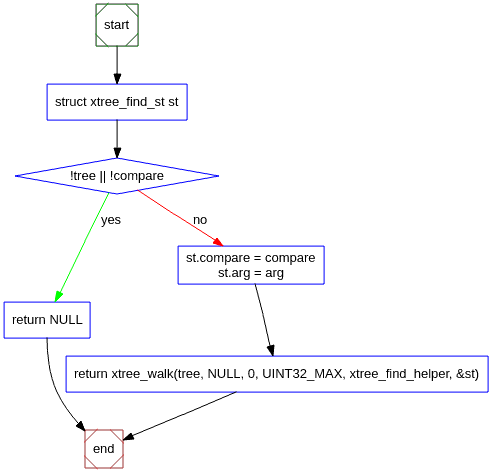 start
struct xtree_find_st st
!tree || !compare
yes
no
st.compare = compare
st.arg = arg
return NULL
return xtree_walk(tree, NULL, 0, UINT32_MAX, xtree_find_helper, &st)
end